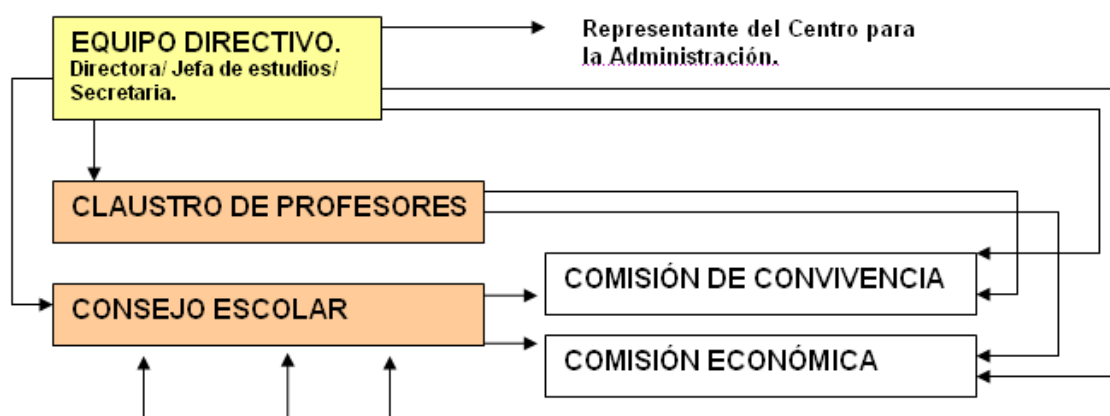 EQUIPO DIRECTIVO.
Directora/ Jefa de estudios/
Secretaria.
Representante del Centro para
la Administración.
CLAUSTRO DE PROFESORES
CONSEJO ESCOLAR
COMISIÓN DE CONVIVENCIA
COMISIÓN ECONÓMICA